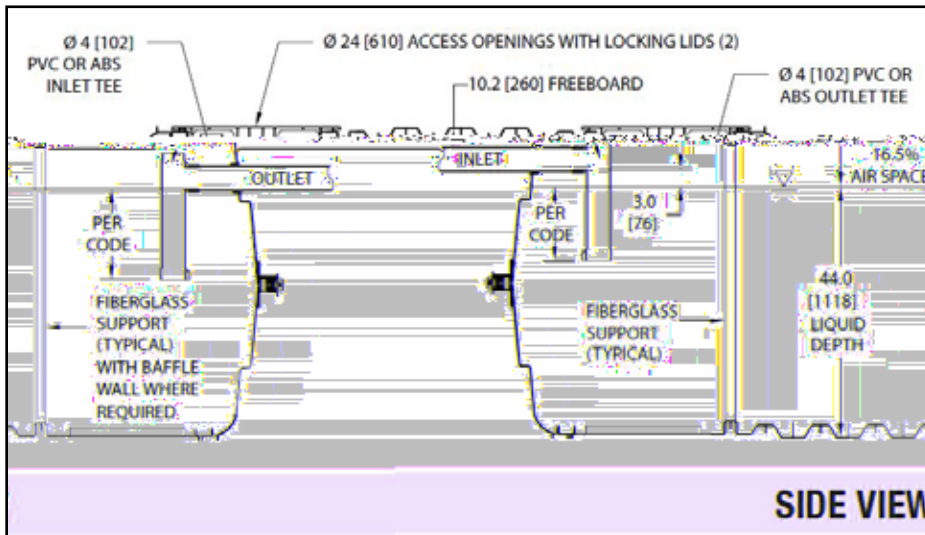 Ø 4 [102]
PVC OR ABS
INLET TEE
Ø 24 [610] ACCESS OPENINGS WITH LOCKING LIDS (2)
10.2 [260] FREEBOARD
Ø 4 [102] PVC OR
ABS OUTLET TEE
OUTLET
INLET
16.5%
AIR SPACE
PER
CODE
PER
CODE
3.0
[76]
FIBERGLASS
SUPPORT
(TYPICAL)
WITH BAFFLE
WALL WHERE
REQUIRED
FIBERGLASS
SUPPORT
(TYPICAL)
44.0
[1118]
LIQUID
DEPTH
SIDE VIEW